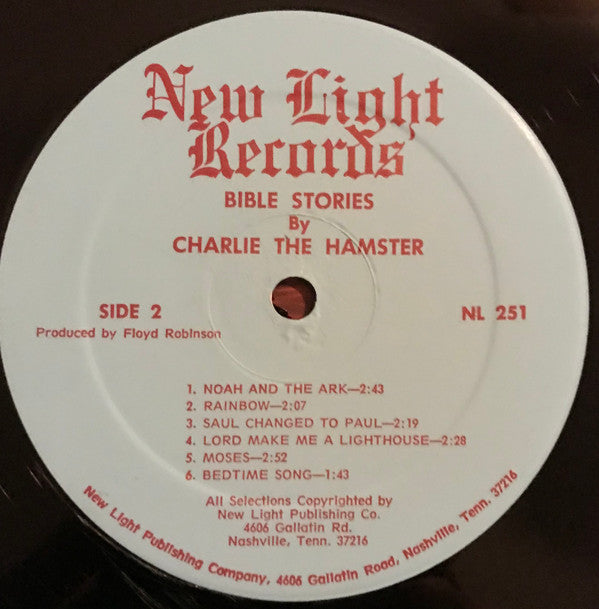 New Light
Records
BIBLE STORIES
By
CHARLIE THE HAMSTER
SIDE 2
NL 251
Produced by Floyd Robinson
1. NOAH AND THE ARK—2:43
2. RAINBOW—2:07
3. SAUL CHANGED TO PAUL—2:19
4. LORD MAKE ME A LIGHTHOUSE—2:28
5. MOSES—2:52
6. BEDTIME SONG—1:43
All Selections Copyrighted by
New Light Publishing Co.
4606 Gallatin Rd.
Nashville, Tenn. 37216
New Light Publishing Company, 4606 Gallatin Road, Nashville, Tenn. 37216